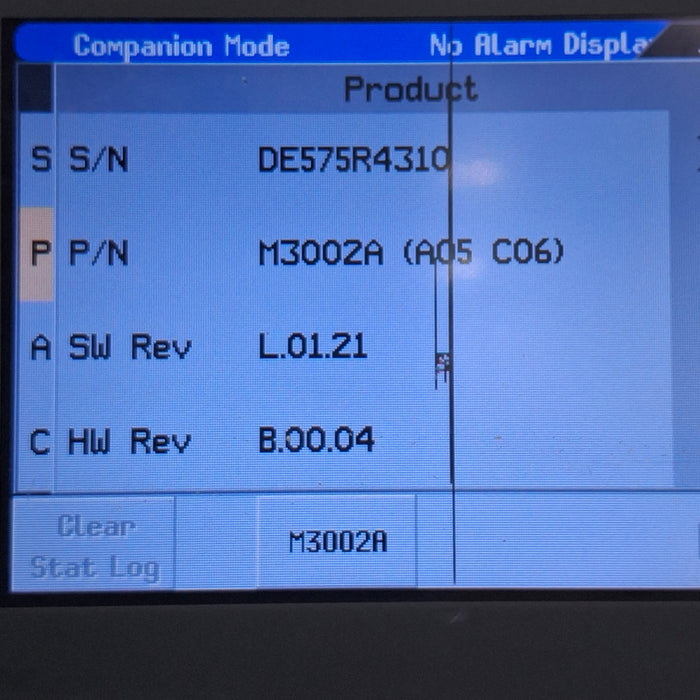 Companion Mode No Alarm Displa
Product
S S/N DE575R4310
P P/N M3002A (A05 C06)
A SW Rev L.01.21
C HW Rev B.00.04
Clear
Stat Log
M3002A